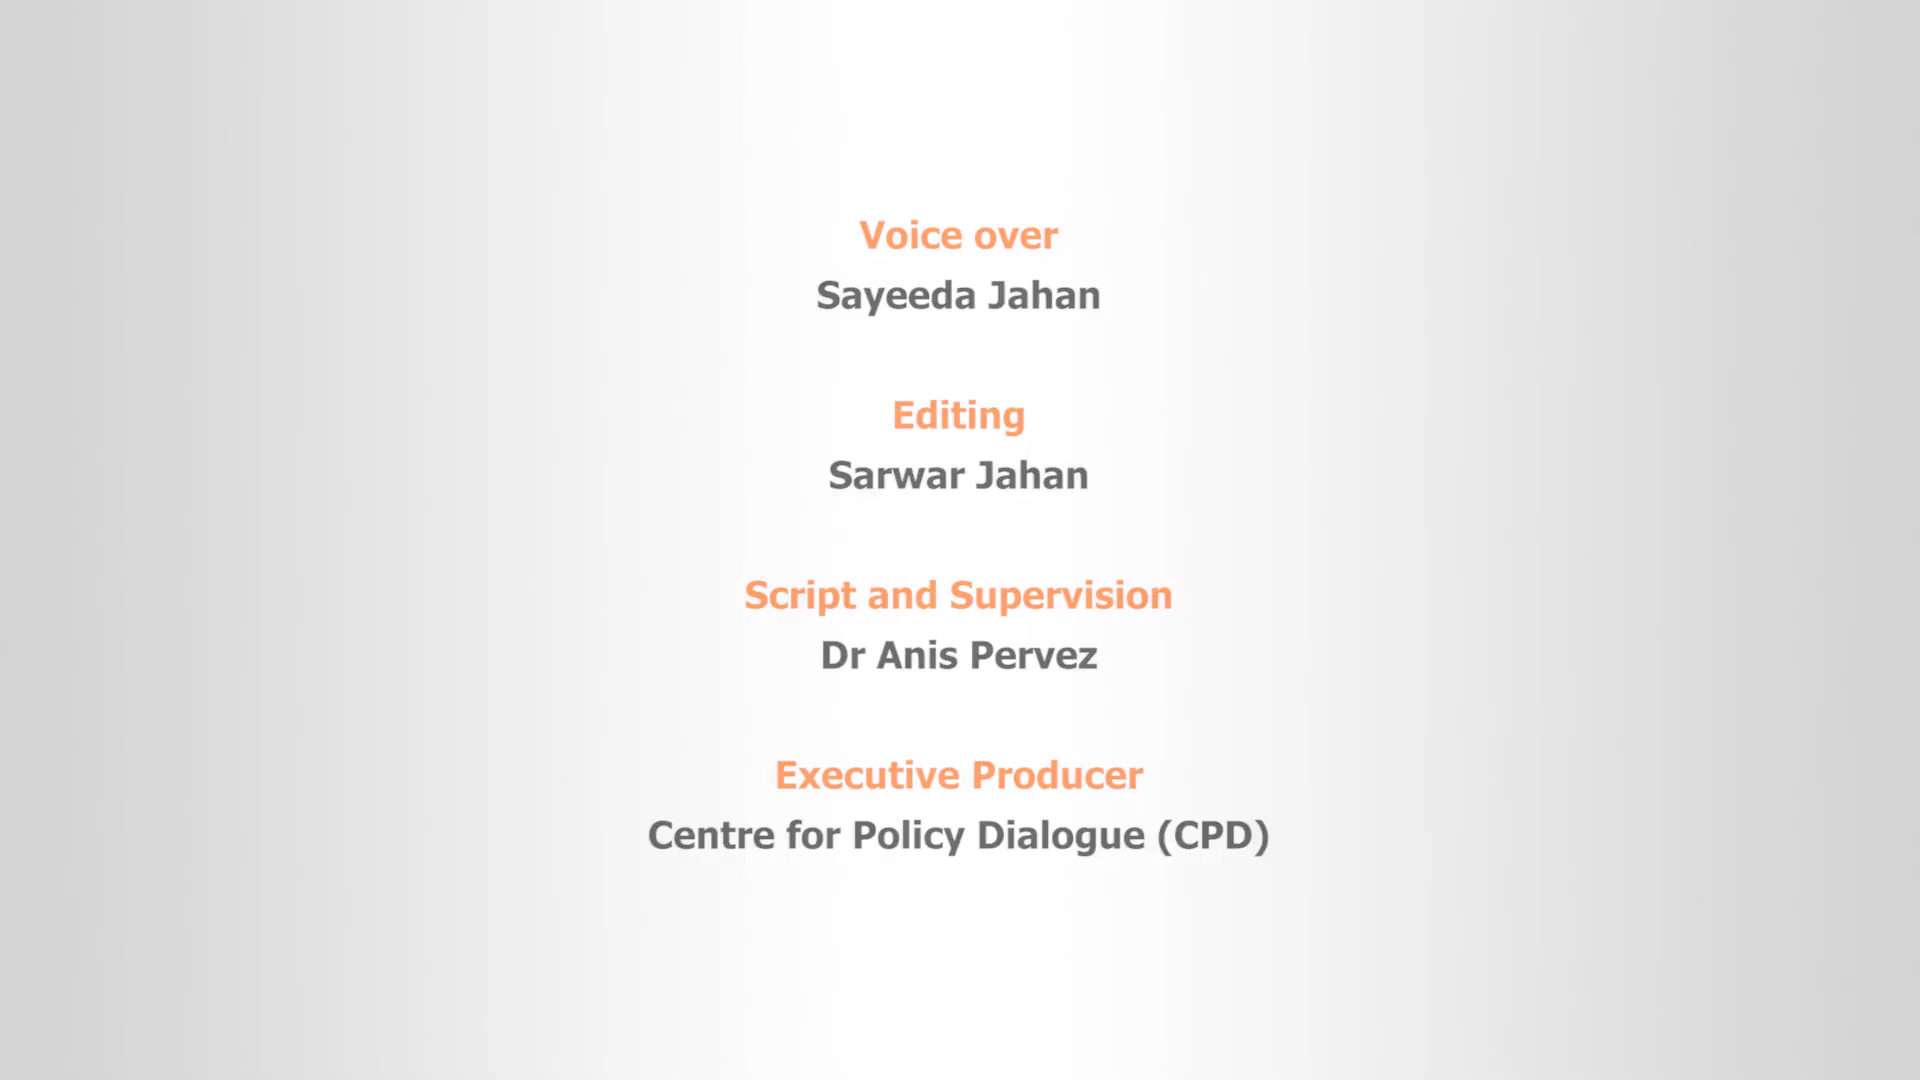 Voice over
Sayeeda Jahan
Editing
Sarwar Jahan
Script and Supervision
Dr Anis Pervez
Executive Producer
Centre for Policy Dialogue (CPD)